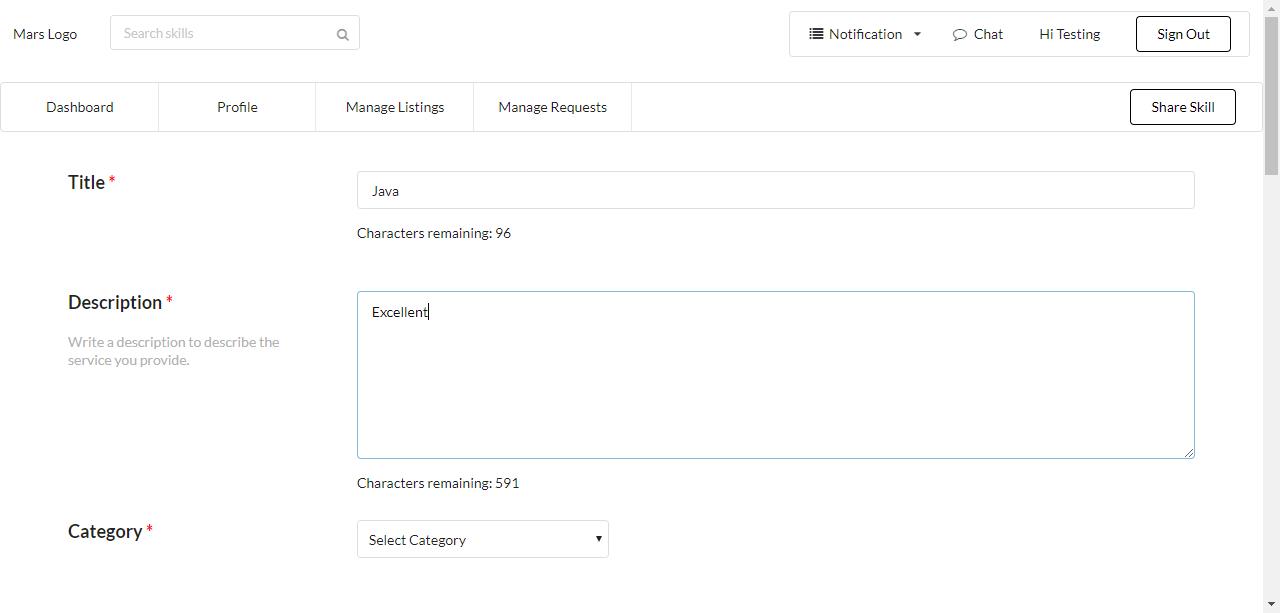 Mars Logo
Search skills
Notification
Chat
Hi Testing
Sign Out
Dashboard
Profile
Manage Listings
Manage Requests
Share Skill
Title *
Java
Characters remaining: 96
Description *
Excellent
Write a description to describe the
service you provide.
Characters remaining: 591
Category *
Select Category